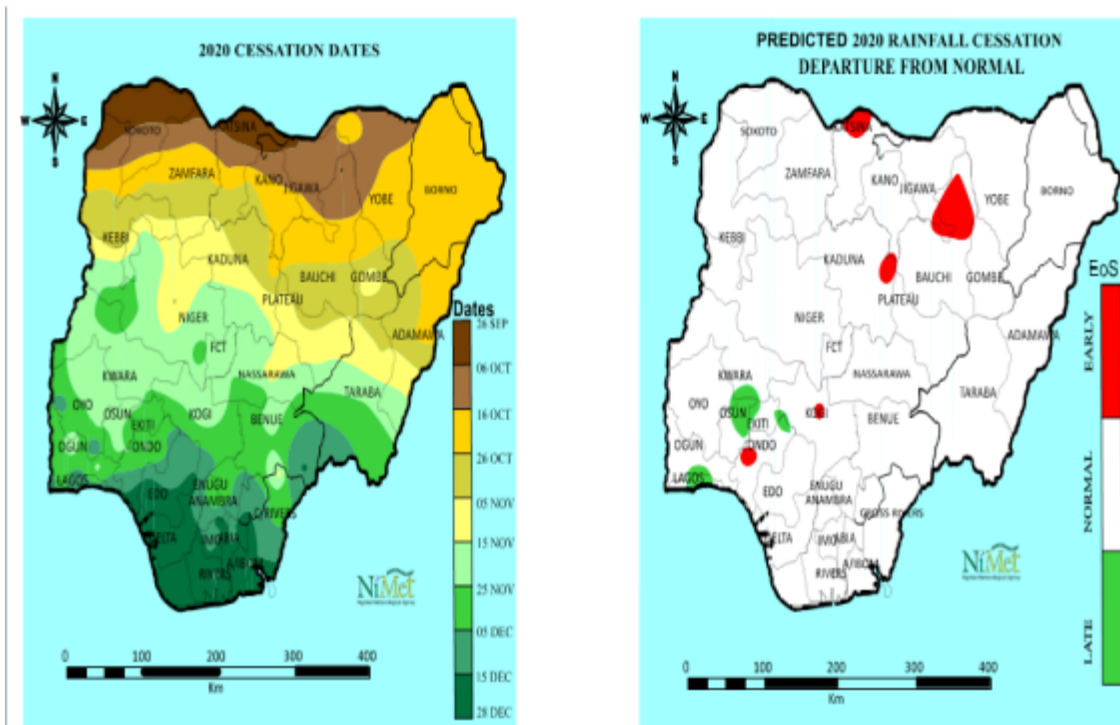 2020 CESSATION DATES
N
W E
S
SOKOTO
KATSINA
ZAMFARA
KANO
JIGAWA
YOBE
BORNO
KEBBI
KADUNA
BAUCHI
GOMBE
PLATEAU
NIGER
ADAMAWA
FCT
NASSARAWA
KWARA
TARABA
OYO
OSUN
KOGI
BENUE
EKITI
OGUN
ONDO
LAGOS
EDO
ENUGU
ANAMBRA
C/RIVERS
DELTA
IMO
ABIA
A/IBOM
RIVERS
Dates
26 SEP
06 OCT
16 OCT
26 OCT
05 NOV
15 NOV
25 NOV
05 DEC
15 DEC
28 DEC
NiMet
0 100 200 300 400
Km
PREDICTED 2020 RAINFALL CESSATION
DEPARTURE FROM NORMAL
N
W E
S
SOKOTO
KATSINA
ZAMFARA
KANO
JIGAWA
YOBE
BORNO
KEBBI
KADUNA
BAUCHI
GOMBE
PLATEAU
NIGER
ADAMAWA
FCT
NASSARAWA
KWARA
TARABA
OYO
OSUN
KOGI
BENUE
EKITI
OGUN
ONDO
LAGOS
EDO
ENUGU
ANAMBRA
CROSS RIVERS
DELTA
IMO
ABIA
A/IBOM
RIVERS
EoS
EARLY
NORMAL
LATE
NiMet
0 100 200 300 400
Km